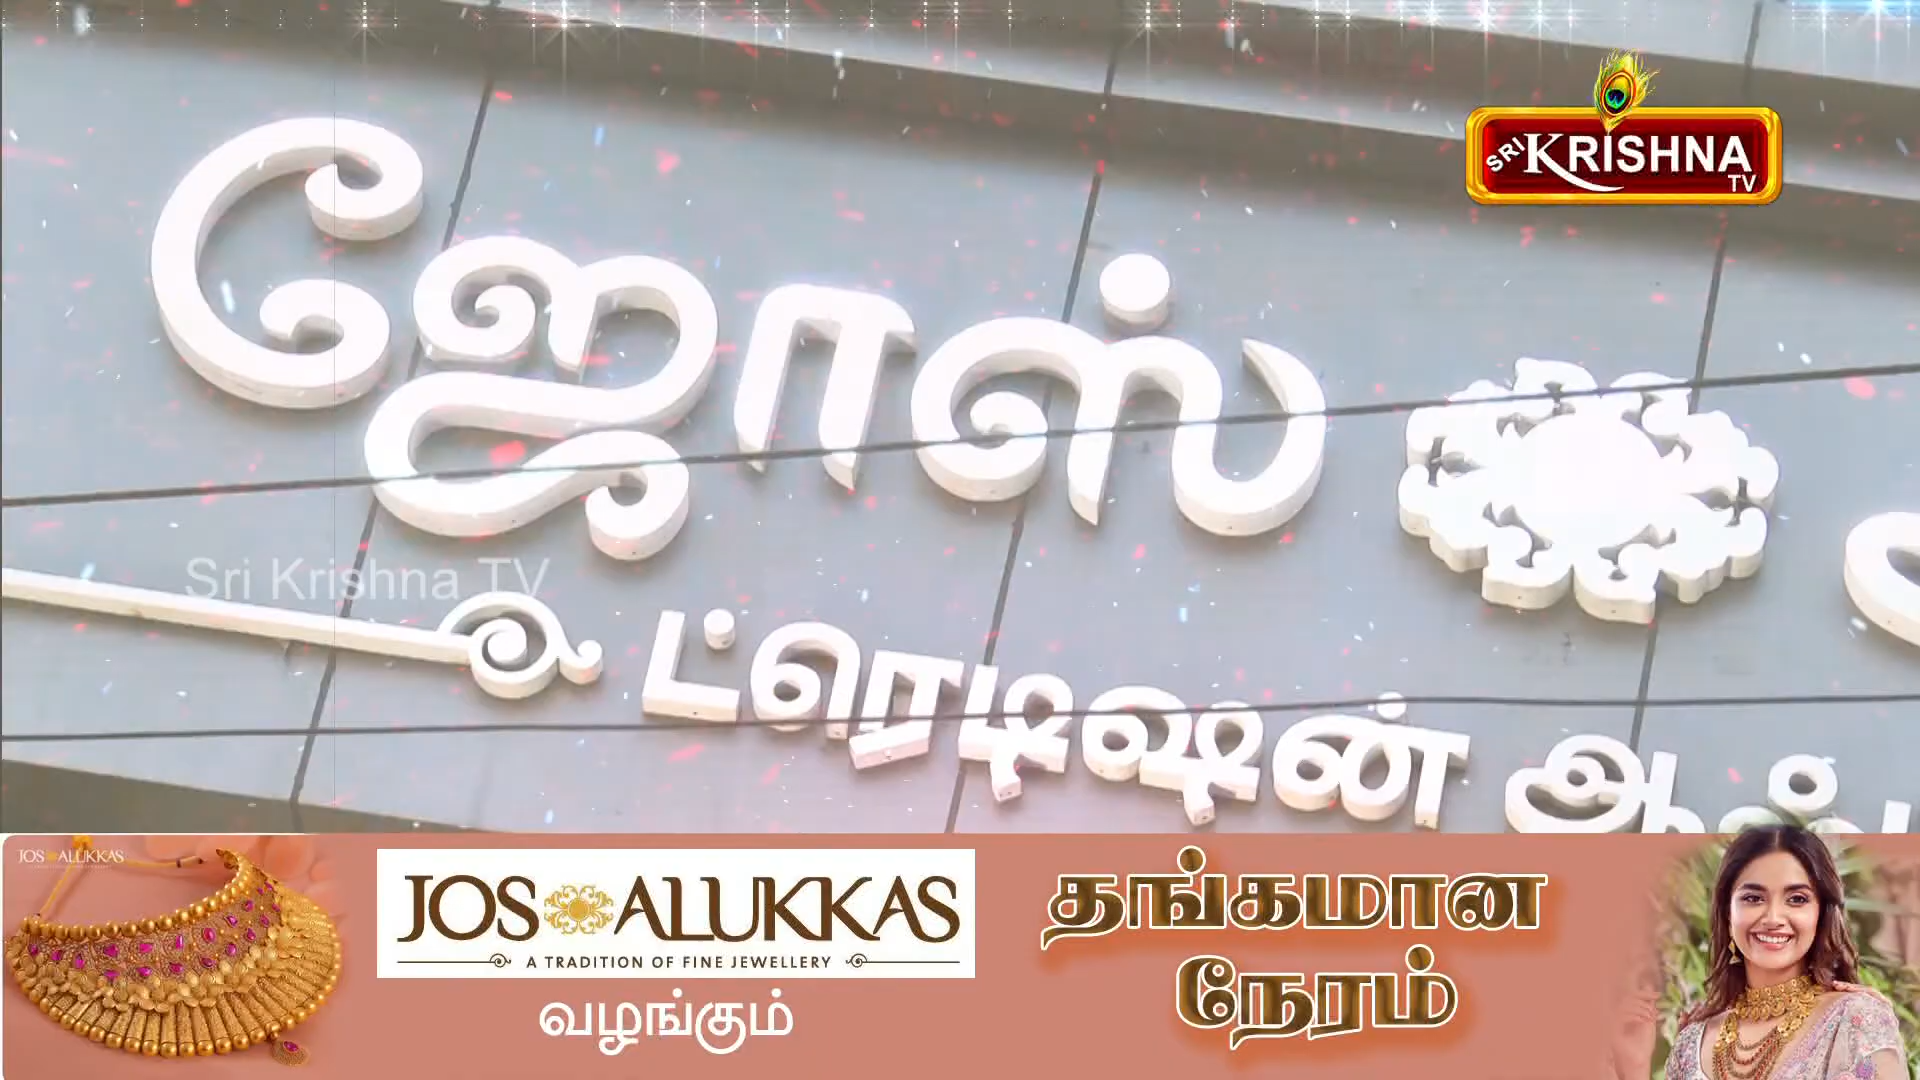 SRI KRISHNA TV
ஜோஸ்
Sri Krishna TV
ட்ரெடிஷன்
JOS ALUKKAS
JOS ALUKKAS
A TRADITION OF FINE JEWELLERY
வழங்கும்
தங்கமான
நேரம்